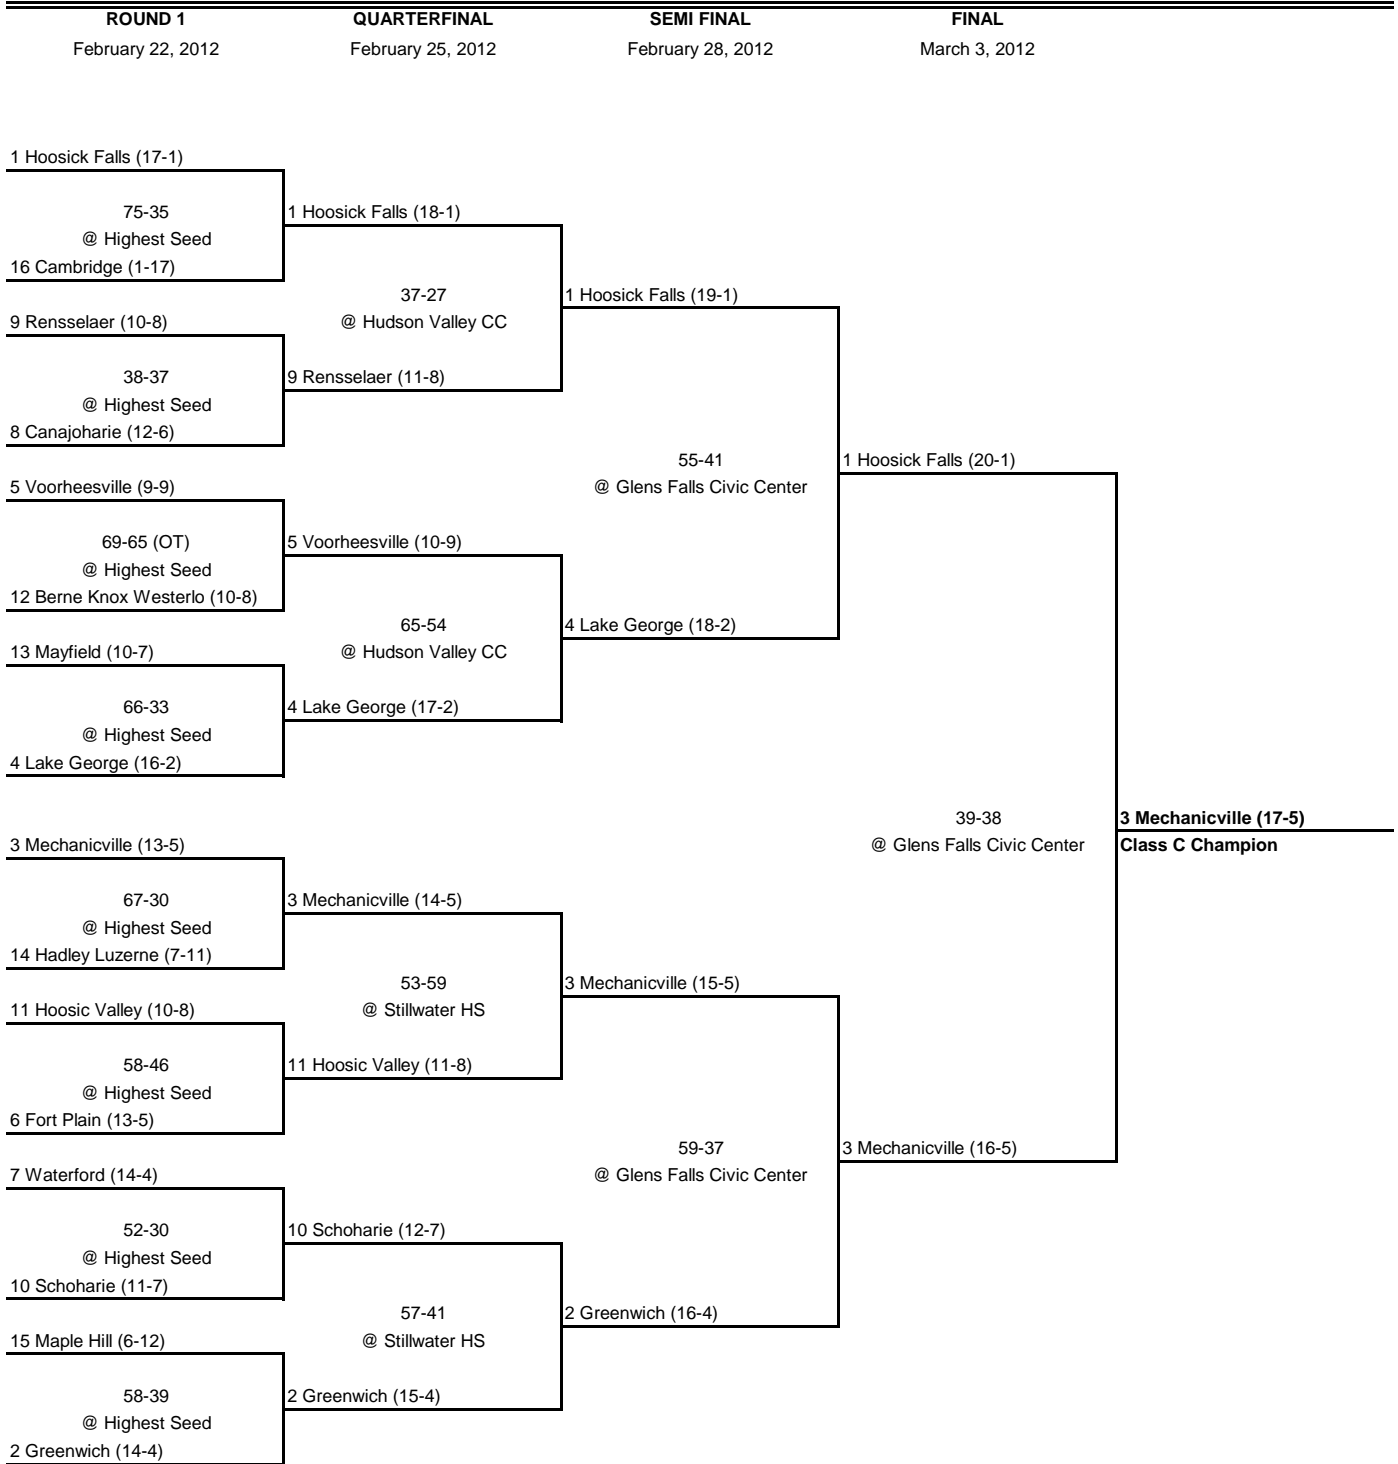 ROUND 1 QUARTERFINAL SEMI FINAL FINAL
February 22, 2012 February 25, 2012 February 28, 2012 March 3, 2012
1 Hoosick Falls (17-1)
75-35 1 Hoosick Falls (18-1)
@ Highest Seed
16 Cambridge (1-17)
37-27 1 Hoosick Falls (19-1)
9 Rensselaer (10-8) @ Hudson Valley CC
38-37 9 Rensselaer (11-8)
@ Highest Seed
8 Canajoharie (12-6)
55-41 1 Hoosick Falls (20-1)
5 Voorheesville (9-9) @ Glens Falls Civic Center
69-65 (OT) 5 Voorheesville (10-9)
@ Highest Seed
12 Berne Knox Westerlo (10-8)
65-54 4 Lake George (18-2)
13 Mayfield (10-7) @ Hudson Valley CC
66-33 4 Lake George (17-2)
@ Highest Seed
4 Lake George (16-2)
39-38 3 Mechanicville (17-5)
3 Mechanicville (13-5) @ Glens Falls Civic Center Class C Champion
67-30 3 Mechanicville (14-5)
@ Highest Seed
14 Hadley Luzerne (7-11)
53-59 3 Mechanicville (15-5)
11 Hoosic Valley (10-8) @ Stillwater HS
58-46 11 Hoosic Valley (11-8)
@ Highest Seed
6 Fort Plain (13-5)
59-37 3 Mechanicville (16-5)
7 Waterford (14-4) @ Glens Falls Civic Center
52-30 10 Schoharie (12-7)
@ Highest Seed
10 Schoharie (11-7)
57-41 2 Greenwich (16-4)
15 Maple Hill (6-12) @ Stillwater HS
58-39 2 Greenwich (15-4)
@ Highest Seed
2 Greenwich (14-4)